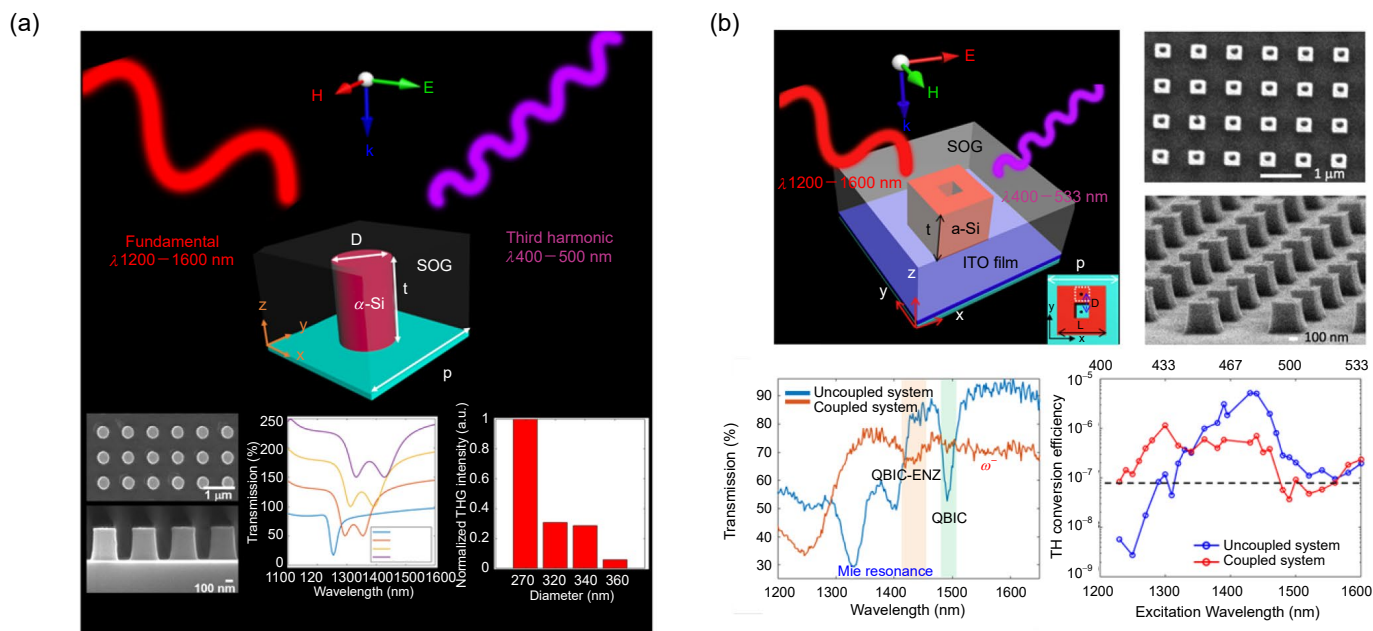 (a)
H
E
k
Fundamental
λ1200－1600 nm
Third harmonic
λ400－500 nm
D
SOG
α-Si
t
z
y
x
p
1 μm
100 nm
Transmission (%)
250
200
150
100
50
0
1100
120
1300
1400
1500
1600
Wavelength (nm)
Normalized THG intensity (a.u.)
1
0.8
0.6
0.4
0.2
0
270
320
340
360
Diameter (nm)
(b)
E
H
k
SOG
λ1200－1600 nm
λ400－533 nm
t
a-Si
ITO film
z
y
x
p
y
D
L
x
1 μm
100 nm
Transmission (%)
90
80
70
60
50
40
30
Uncoupled system
Coupled system
QBIC-ENZ
ω⁻
QBIC
Mie resonance
1200
1300
1400
1500
1600
Wavelength (nm)
400
433
467
500
533
TH conversion efficiency
10⁻⁵
10⁻⁶
10⁻⁷
10⁻⁸
10⁻⁹
Uncoupled system
Coupled system
1200
1300
1400
1500
1600
Excitation Wavelength (nm)